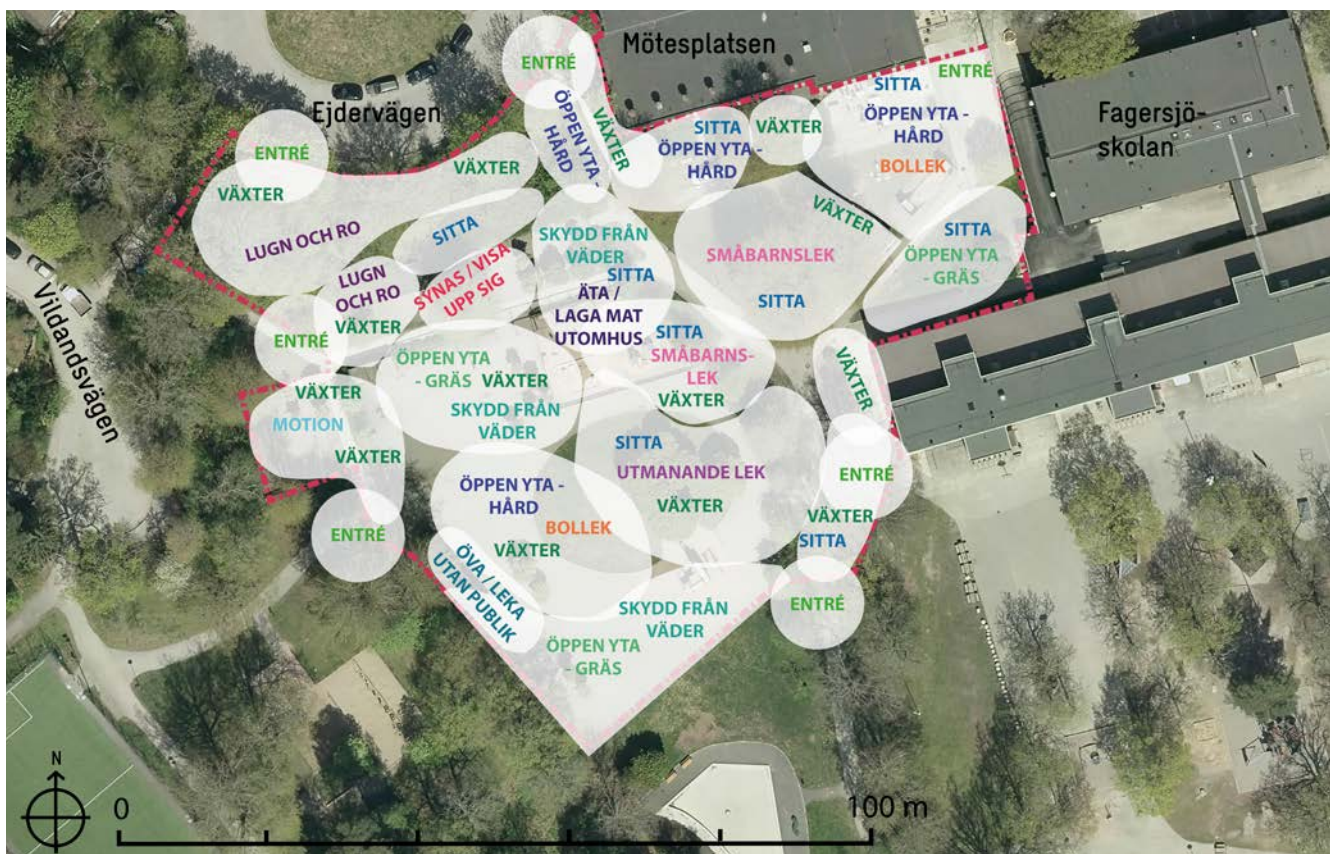 Mötesplatsen
ENTRÉ
ENTRÉ
SITTA
Ejdervägen
ÖPPEN YTA -
HÅRD
VÄXTER
SITTA
ÖPPEN YTA -
HÅRD
VÄXTER
ÖPPEN YTA -
HÅRD
BOLLEK
Fagersjö-
skolan
ENTRÉ
VÄXTER
VÄXTER
LUGN OCH RO
SITTA
SKYDD FRÅN
VÄDER
SITTA
SMÅBARNSLEK
VÄXTER
SITTA
SITTA
ÖPPEN YTA
- GRÄS
LUGN
OCH RO
VÄXTER
SYNAS / VISA
UPP SIG
ÄTA /
LAGA MAT
UTOMHUS
Vildandsvägen
ENTRÉ
SITTA
SMÅBARNS-
LEK
VÄXTER
VÄXTER
ÖPPEN YTA
- GRÄS
VÄXTER
SKYDD FRÅN
VÄDER
VÄXTER
MOTION
VÄXTER
SITTA
UTMANANDE LEK
VÄXTER
ENTRÉ
VÄXTER
SITTA
ÖPPEN YTA -
HÅRD
BOLLEK
VÄXTER
ENTRÉ
ÖVA / LEKA
UTAN PUBLIK
SKYDD FRÅN
VÄDER
ENTRÉ
ÖPPEN YTA
- GRÄS
N
0
100 m